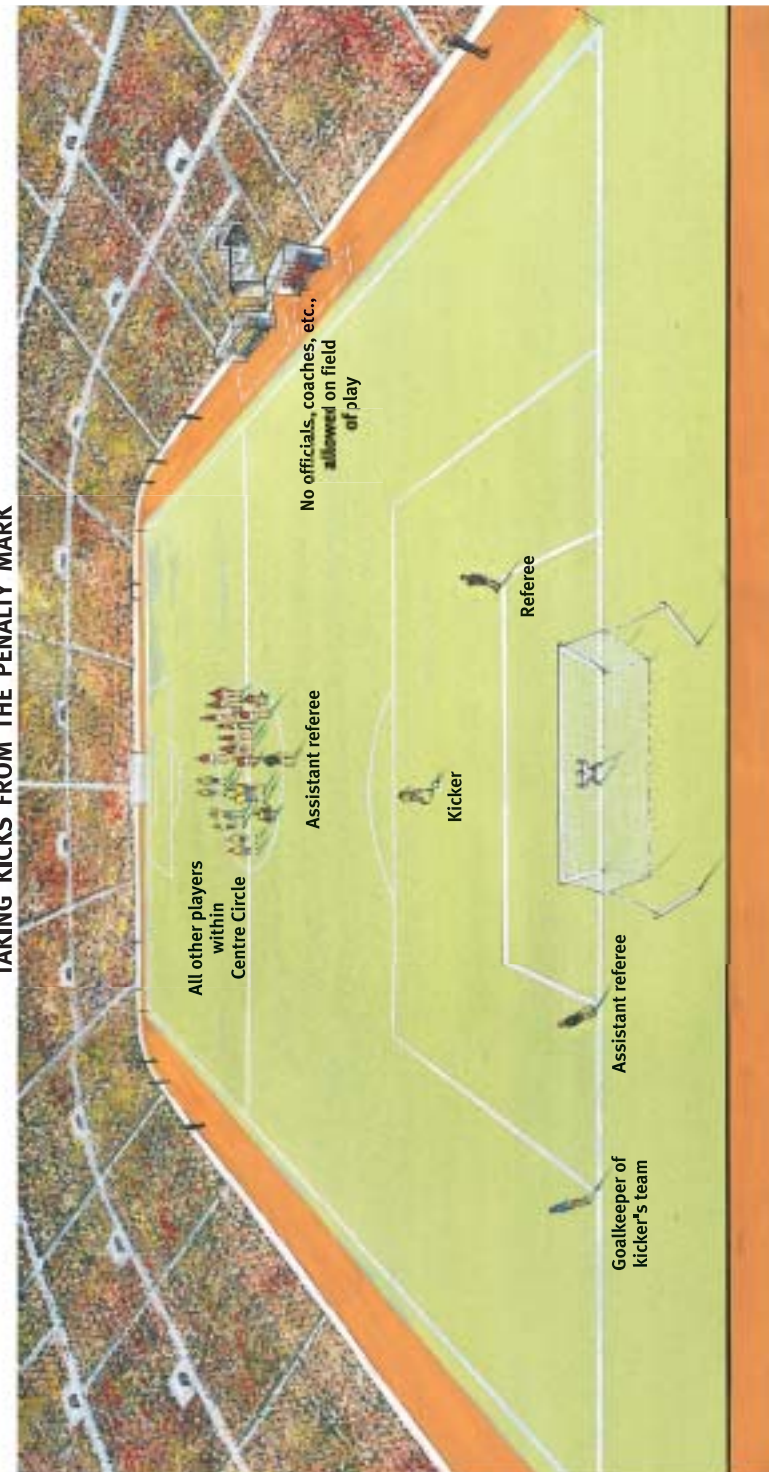 TAKING KICKS FROM THE PENALTY MARK
No officials, coaches, etc.,
allowed on field
of play
Referee
Assistant referee
Kicker
All other players
within
Centre Circle
Assistant referee
Goalkeeper of
kicker's team